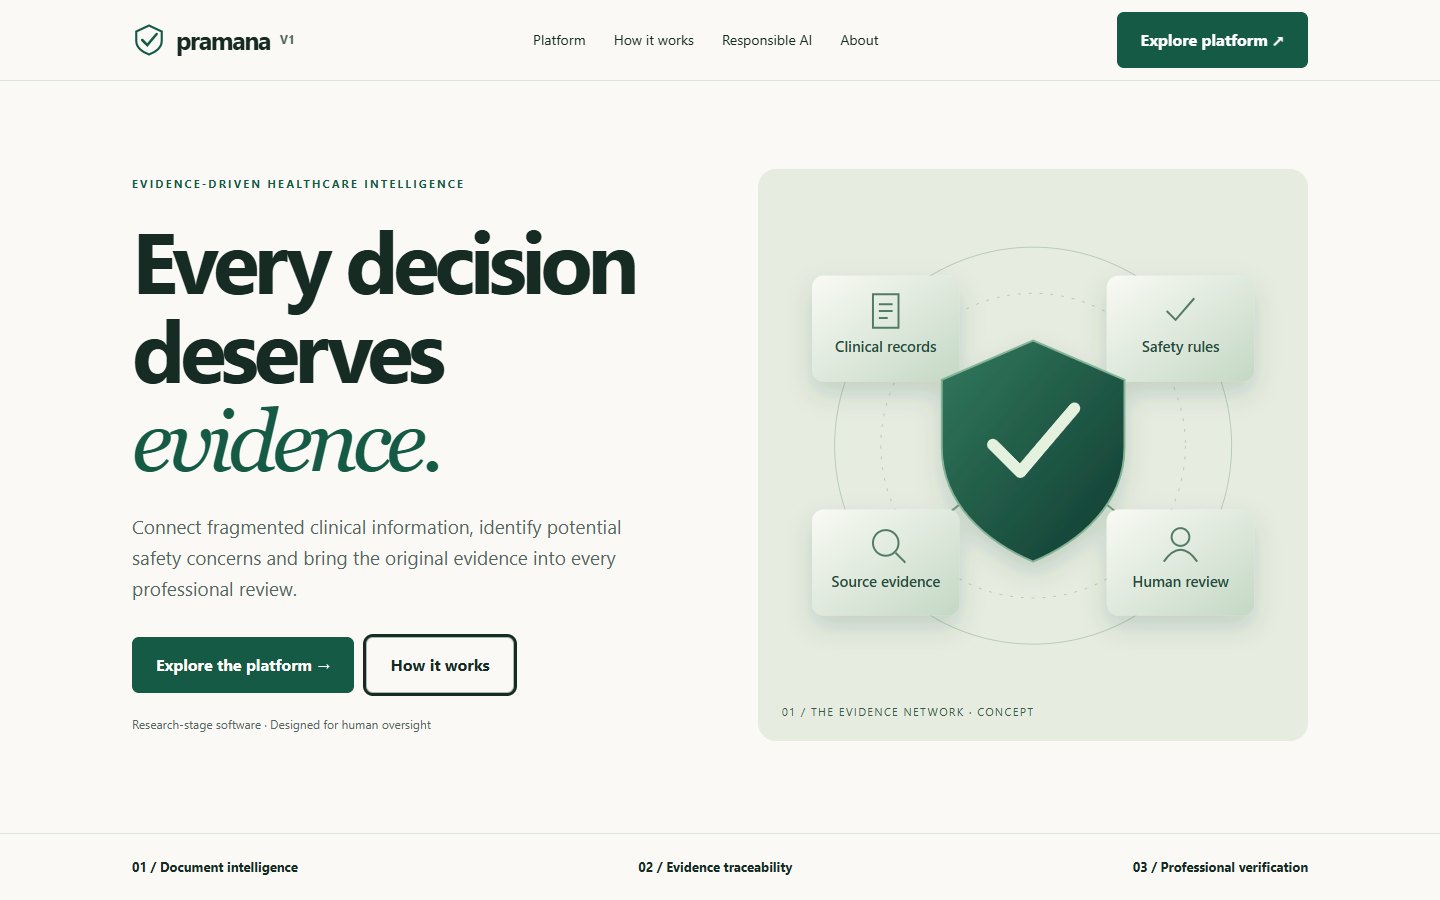 pramana V1
Platform
How it works
Responsible AI
About
Explore platform ↗
EVIDENCE-DRIVEN HEALTHCARE INTELLIGENCE
Every decision
deserves
evidence.
Connect fragmented clinical information, identify potential
safety concerns and bring the original evidence into every
professional review.
Explore the platform →
How it works
Research-stage software · Designed for human oversight
Clinical records
Safety rules
Source evidence
Human review
01 / THE EVIDENCE NETWORK · CONCEPT
01 / Document intelligence
02 / Evidence traceability
03 / Professional verification